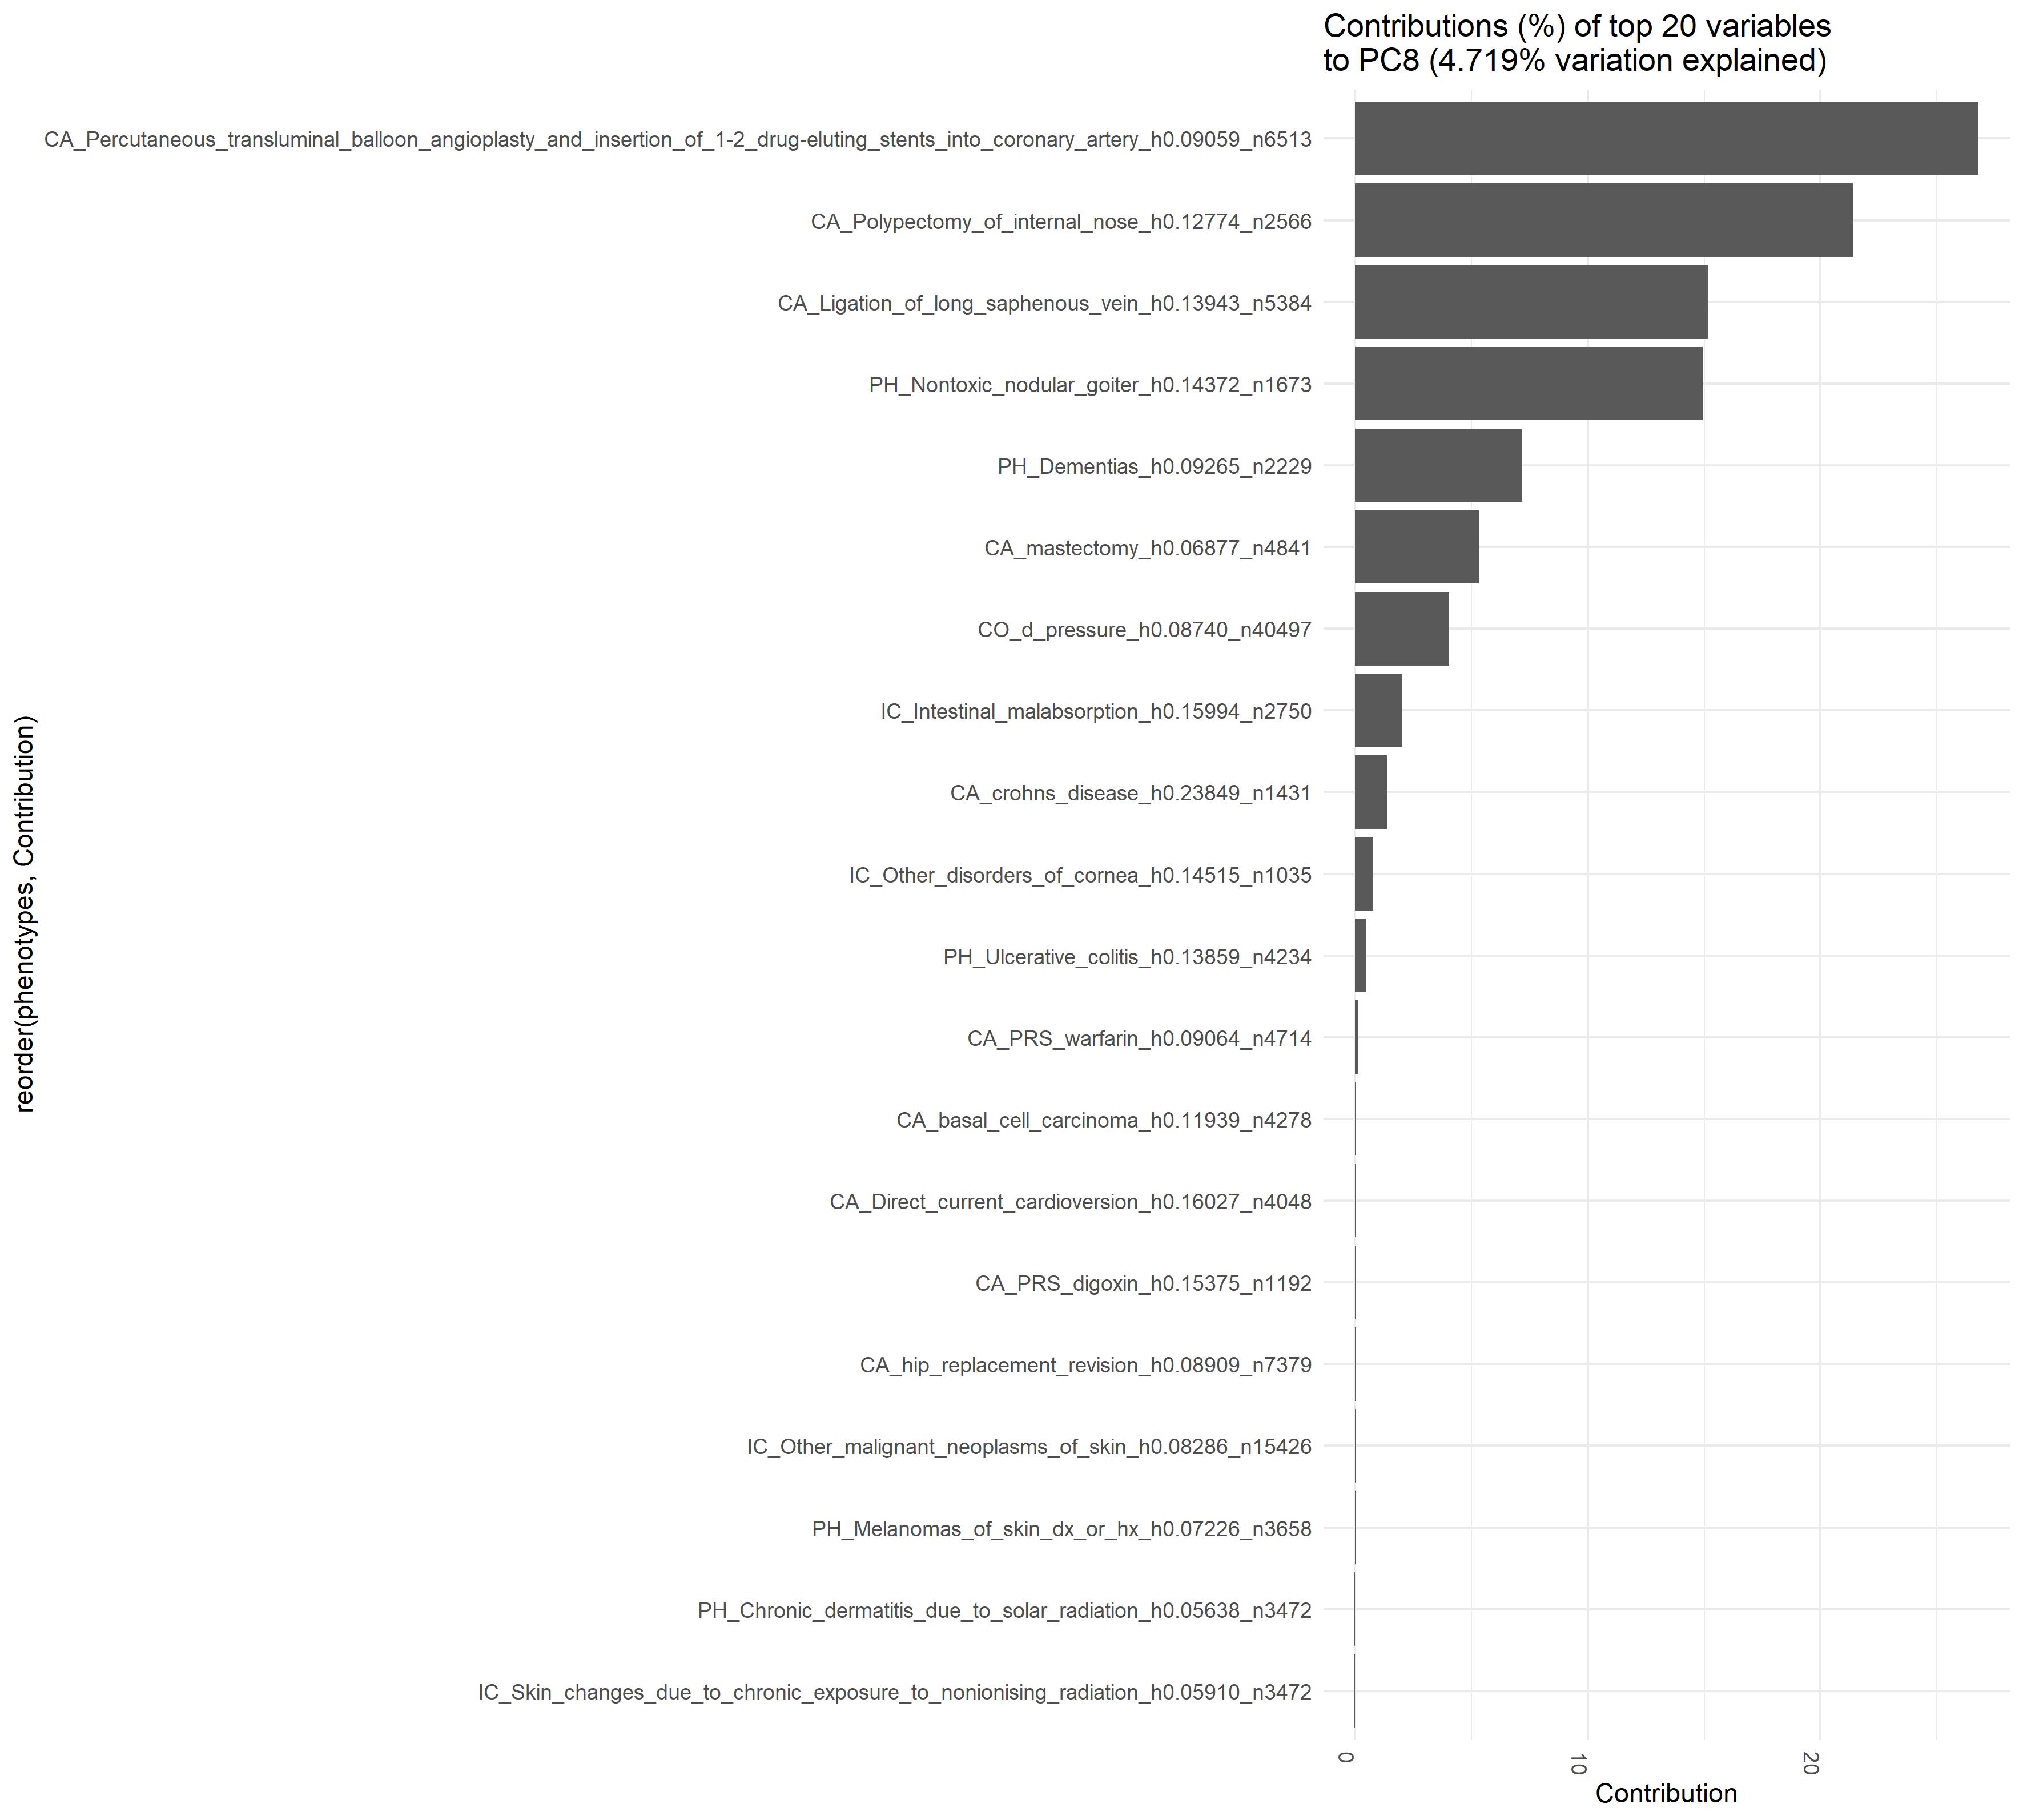 Contributions (%) of top 20 variables
to PC8 (4.719% variation explained)
CA_Percutaneous_transluminal_balloon_angioplasty_and_insertion_of_1-2_drug-eluting_stents_into_coronary_artery_h0.09059_n6513
CA_Polypectomy_of_internal_nose_h0.12774_n2566
CA_Ligation_of_long_saphenous_vein_h0.13943_n5384
PH_Nontoxic_nodular_goiter_h0.14372_n1673
PH_Dementias_h0.09265_n2229
CA_mastectomy_h0.06877_n4841
CO_d_pressure_h0.08740_n40497
IC_Intestinal_malabsorption_h0.15994_n2750
CA_crohns_disease_h0.23849_n1431
IC_Other_disorders_of_cornea_h0.14515_n1035
PH_Ulcerative_colitis_h0.13859_n4234
CA_PRS_warfarin_h0.09064_n4714
CA_basal_cell_carcinoma_h0.11939_n4278
CA_Direct_current_cardioversion_h0.16027_n4048
CA_PRS_digoxin_h0.15375_n1192
CA_hip_replacement_revision_h0.08909_n7379
IC_Other_malignant_neoplasms_of_skin_h0.08286_n15426
PH_Melanomas_of_skin_dx_or_hx_h0.07226_n3658
PH_Chronic_dermatitis_due_to_solar_radiation_h0.05638_n3472
IC_Skin_changes_due_to_chronic_exposure_to_nonionising_radiation_h0.05910_n3472
reorder(phenotypes, Contribution)
0
10
20
Contribution